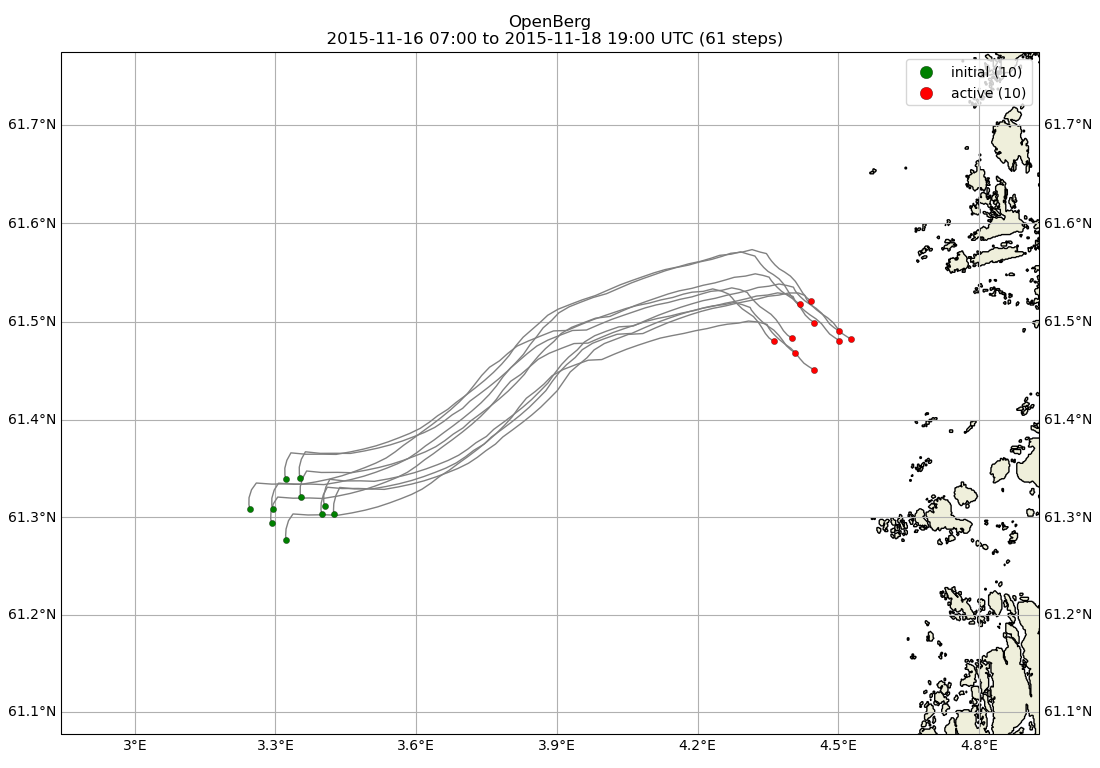 OpenBerg
2015-11-16 07:00 to 2015-11-18 19:00 UTC (61 steps)
initial (10)
active (10)
61.7°N
61.7°N
61.6°N
61.6°N
61.5°N
61.5°N
61.4°N
61.4°N
61.3°N
61.3°N
61.2°N
61.2°N
61.1°N
61.1°N
3°E
3.3°E
3.6°E
3.9°E
4.2°E
4.5°E
4.8°E